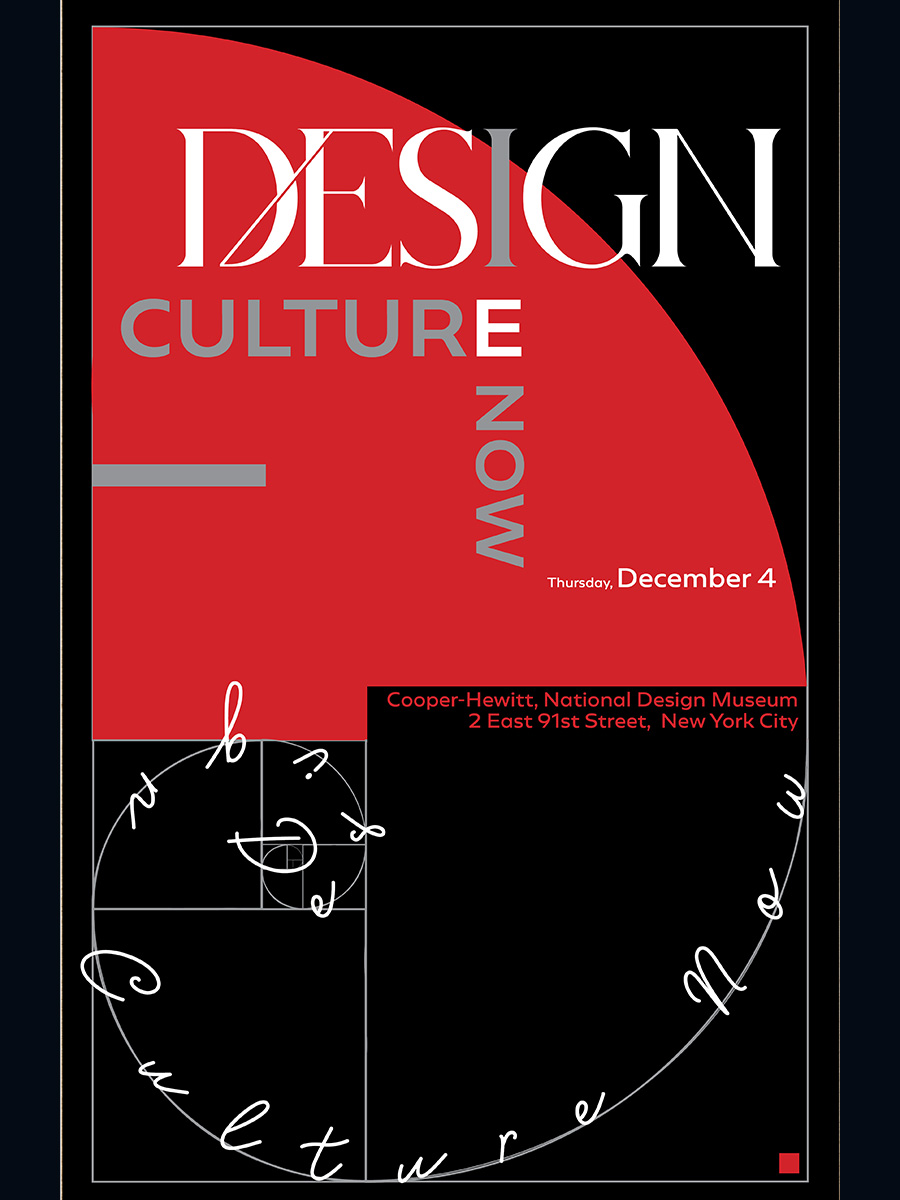 DESIGN
CULTURE
NOW
Thursday, December 4
Cooper-Hewitt, National Design Museum
2 East 91st Street, New York City
Design Culture Now